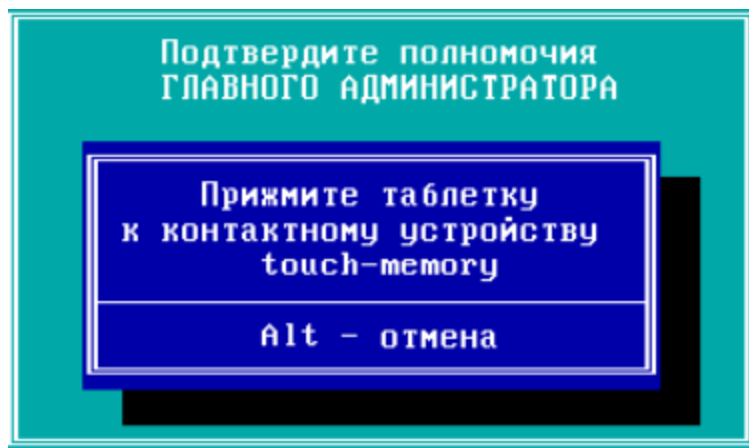 Подтвердите полномочия
ГЛАВНОГО АДМИНИСТРАТОРА
Прижмите таблетку
к контактному устройству
touch-memory
Alt - отмена